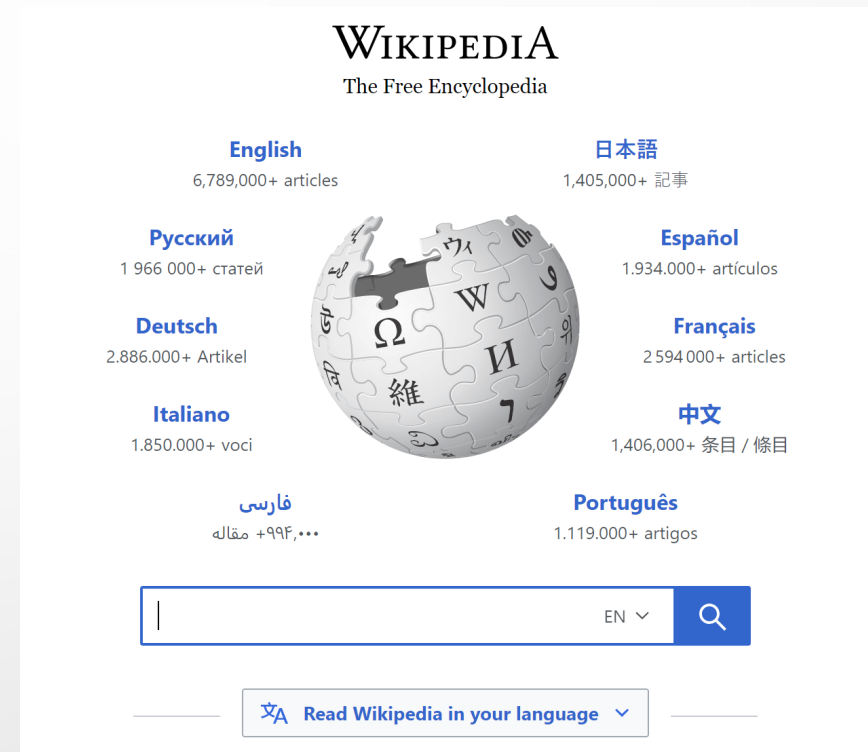 WIKIPEDIA
The Free Encyclopedia
English
6,789,000+ articles
日本語
1,405,000+ 記事
Русский
1 966 000+ статей
Español
1.934.000+ artículos
Deutsch
2.886.000+ Artikel
Français
2 594 000+ articles
Italiano
1.850.000+ voci
中文
1,406,000+ 条目 / 條目
فارسی
۹۹۴٬۰۰۰+ مقاله
Português
1.119.000+ artigos
ウィ
W
Ω
И
維
EN
Read Wikipedia in your language